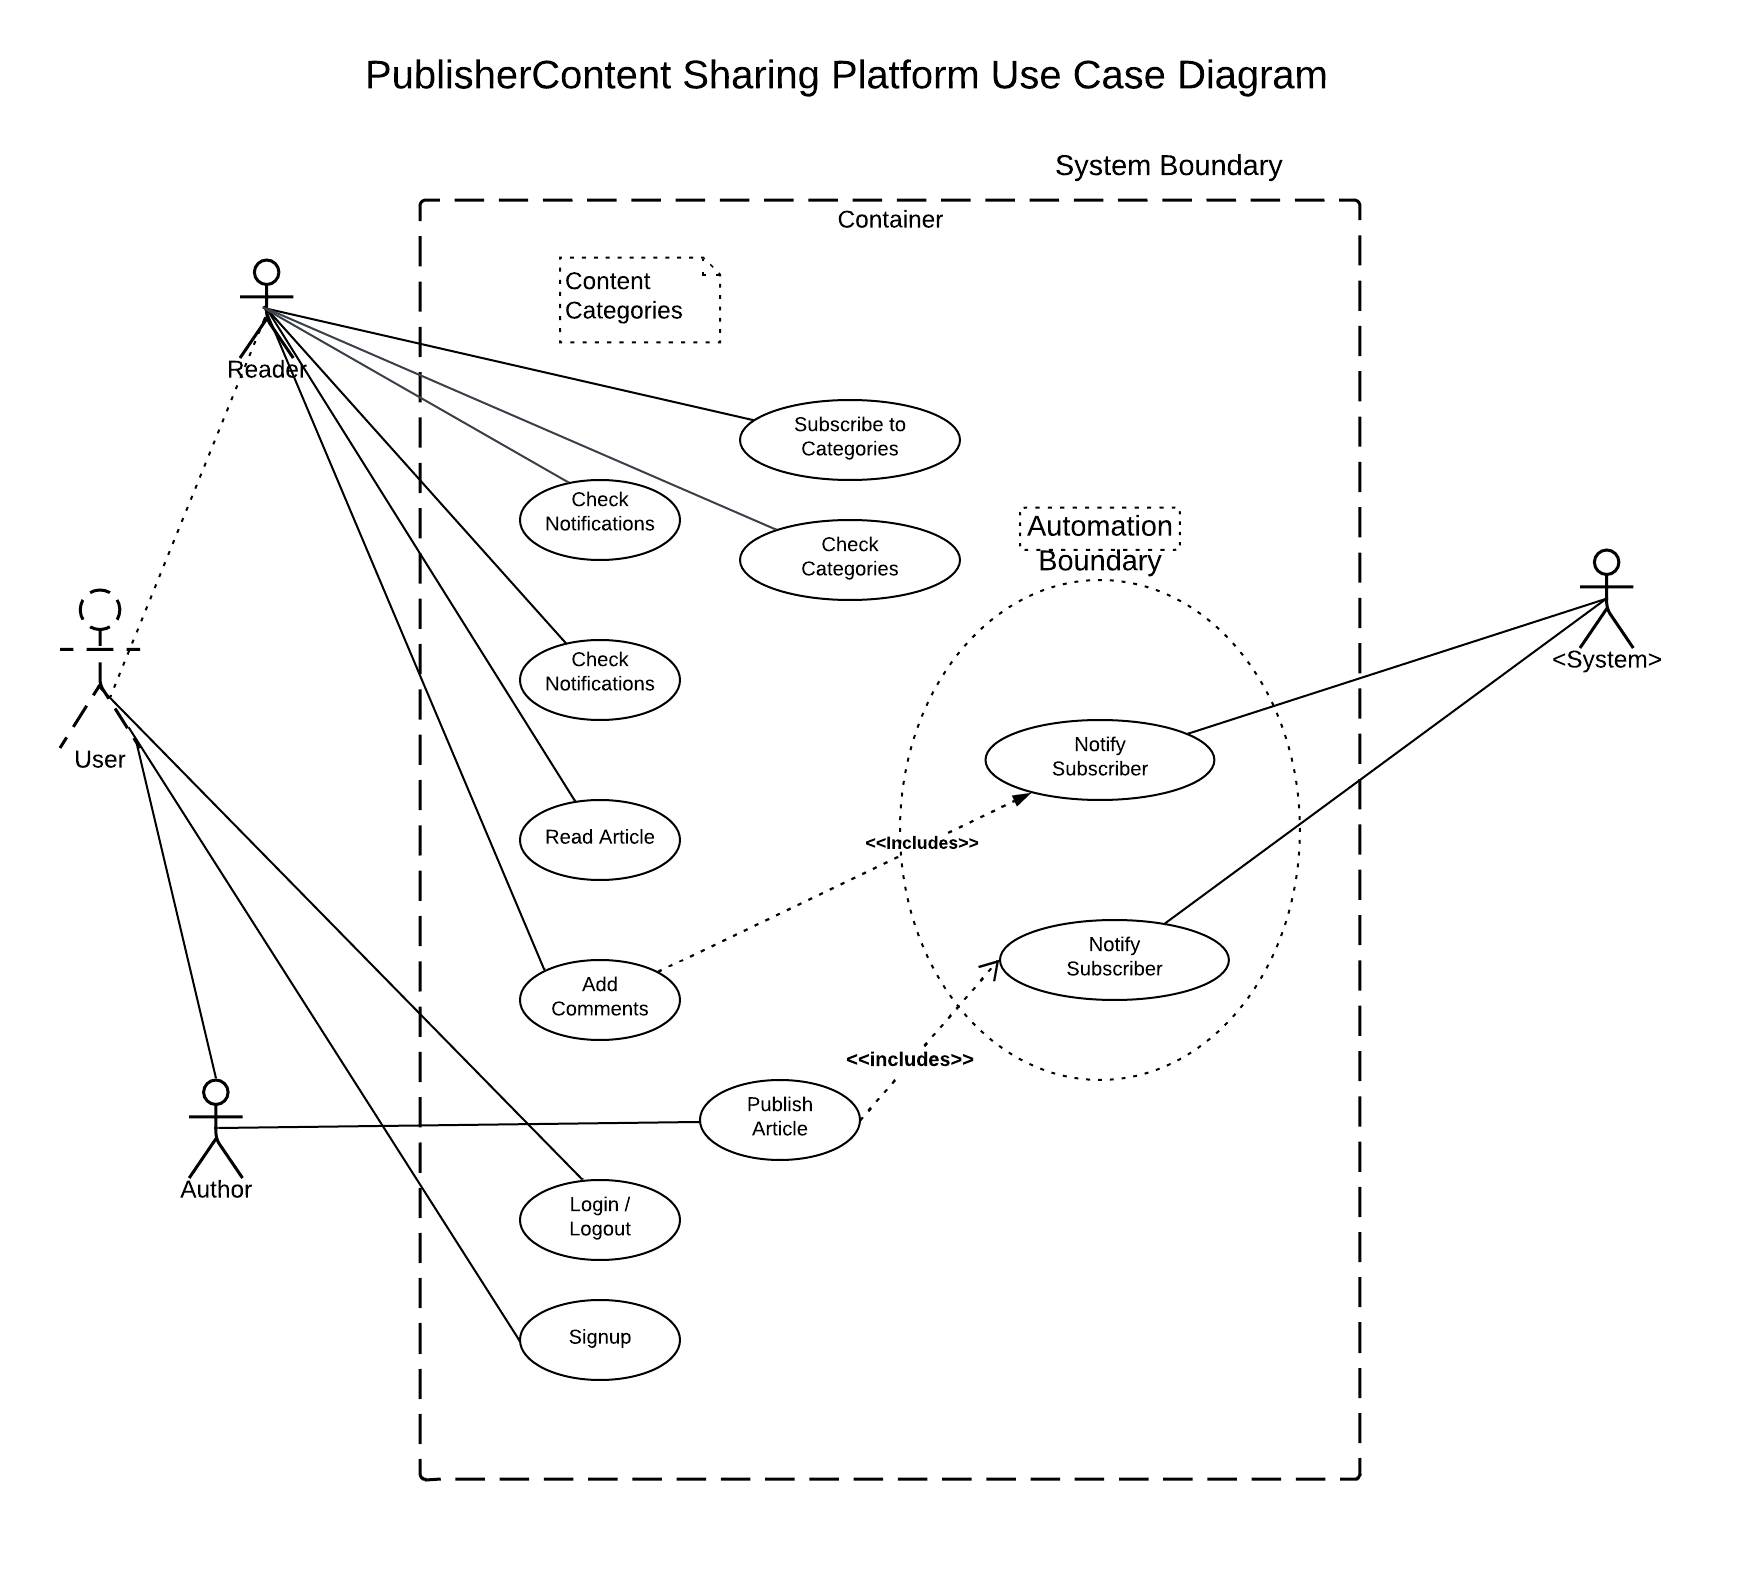 PublisherContent Sharing Platform Use Case Diagram
System Boundary
Container
Content
Categories
Reader
Subscribe to
Categories
Check
Notifications
Check
Categories
Automation
Boundary
<System>
User
Check
Notifications
Notify
Subscriber
Read Article
<<Includes>>
Notify
Subscriber
Add
Comments
<<includes>>
Publish
Article
Author
Login /
Logout
Signup